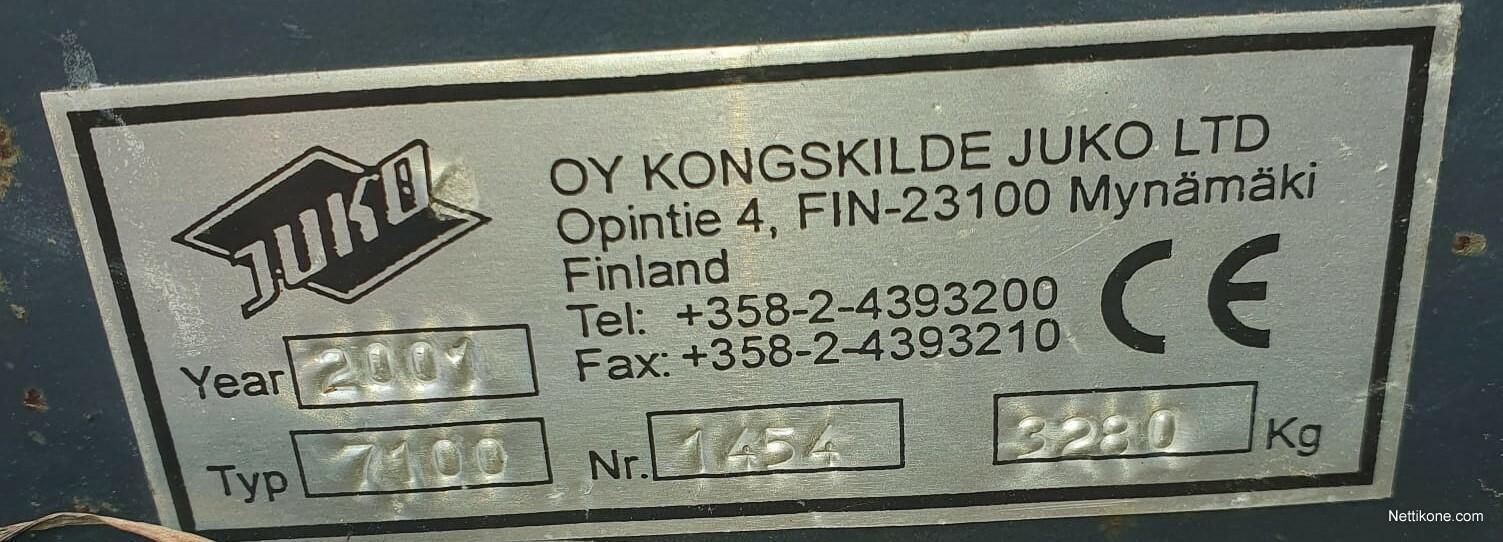 JUKO
OY KONGSKILDE JUKO LTD
Opintie 4, FIN-23100 Mynämäki
Finland
Tel: +358-2-4393200
Fax: +358-2-4393210
CE
Year 2001
Typ 7100 Nr. 1454 3280 Kg
Nettikone.com